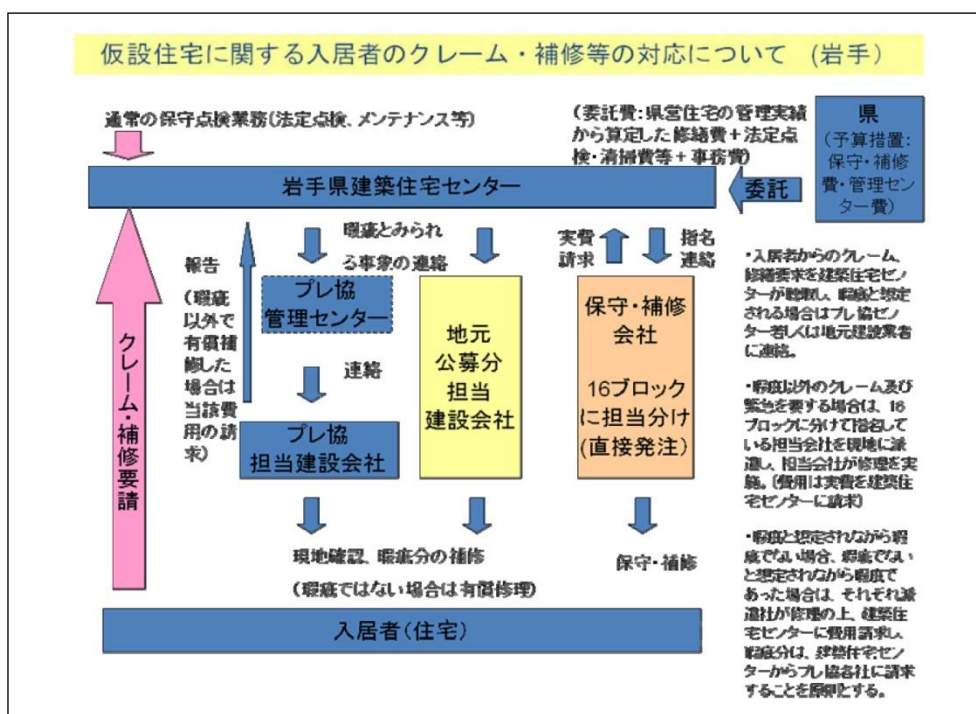 仮設住宅に関する入居者のクレーム・補修等の対応について (岩手)
通常の保守点検業務(法定点検、メンテナンス等)
(委託費:県営住宅の管理実績
から算定した修繕費+法定点
検・清掃費等+事務費)
県
(予算措置:
保守・補修
費・管理セン
ター費)
委託
岩手県建築住宅センター
クレーム・補修要請
報告
(瑕疵
以外で
有償補
修した
場合は
当該費
用の請
求)
瑕疵とみられ
る事象の連絡
プレ協
管理センター
連絡
プレ協
担当建設会社
地元
公募分
担当
建設会社
実費
請求
指名
連絡
保守・補修
会社
16ブロック
に担当分け
(直接発注)
現地確認、瑕疵分の補修
(瑕疵ではない場合は有償修理)
保守・補修
入居者(住宅)
・入居者からのクレーム、
修繕要求を建築住宅セン
ターが聴取し、瑕疵と想定
される場合はプレ協セン
ター若しくは地元建設業者
に連絡。
・瑕疵以外のクレーム及び
緊急を要する場合は、16
ブロックに分けて指名して
いる担当会社を現地に派
遣し、担当会社が修理を実
施。(費用は実費を建築住
宅センターに請求)
・瑕疵と想定されながら瑕
疵でない場合、瑕疵でない
と想定されながら瑕疵で
あった場合は、それぞれ派
遣社が修理の上、建築住
宅センターに費用請求し、
瑕疵分は、建築住宅セン
ターからプレ協各社に請求
することを原則とする。